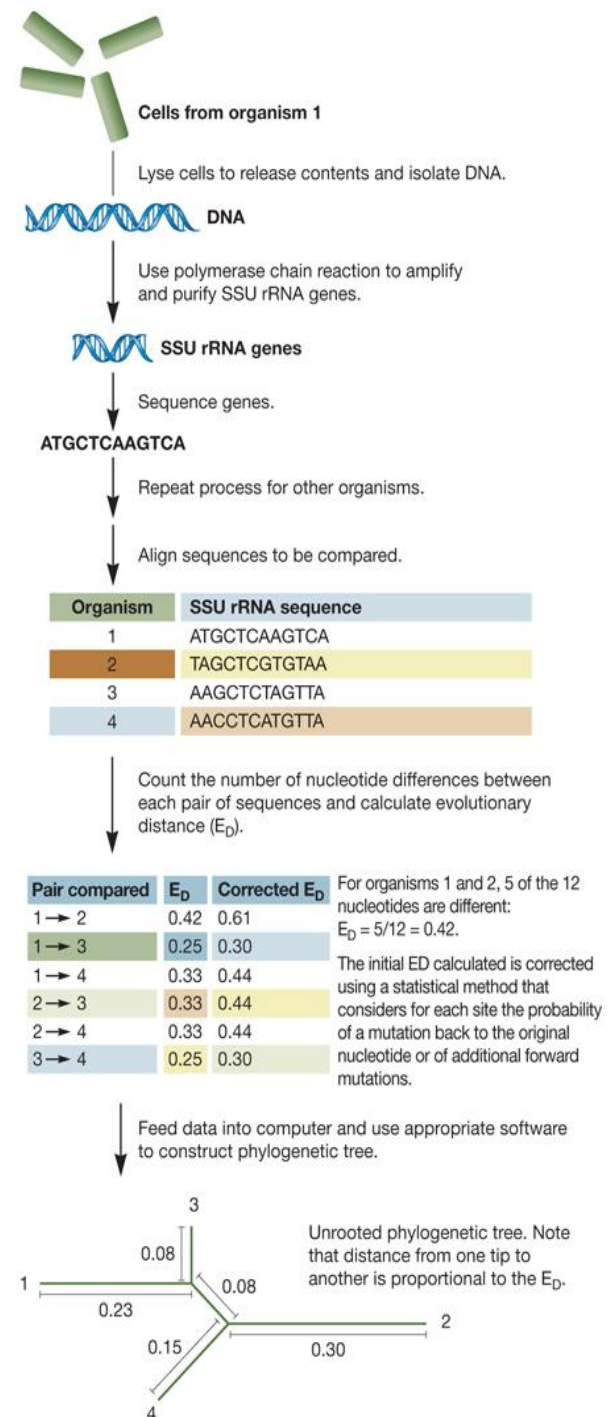 Cells from organism 1
Lyse cells to release contents and isolate DNA.
DNA
Use polymerase chain reaction to amplify
and purify SSU rRNA genes.
SSU rRNA genes
Sequence genes.
ATGCTCAAGTCA
Repeat process for other organisms.
Align sequences to be compared.
Organism SSU rRNA sequence
1 ATGCTCAAGTCA
2 TAGCTCGTGTAA
3 AAGCTCTAGTTA
4 AACCTCATGTTA
Count the number of nucleotide differences between
each pair of sequences and calculate evolutionary
distance (E_D).
Pair compared E_D Corrected E_D
1 → 2 0.42 0.61
1 → 3 0.25 0.30
1 → 4 0.33 0.44
2 → 3 0.33 0.44
2 → 4 0.33 0.44
3 → 4 0.25 0.30
For organisms 1 and 2, 5 of the 12
nucleotides are different:
E_D = 5/12 = 0.42.
The initial ED calculated is corrected
using a statistical method that
considers for each site the probability
of a mutation back to the original
nucleotide or of additional forward
mutations.
Feed data into computer and use appropriate software
to construct phylogenetic tree.
3
Unrooted phylogenetic tree. Note
that distance from one tip to
another is proportional to the E_D.
0.08
1
0.08
0.23
2
0.15
0.30
4